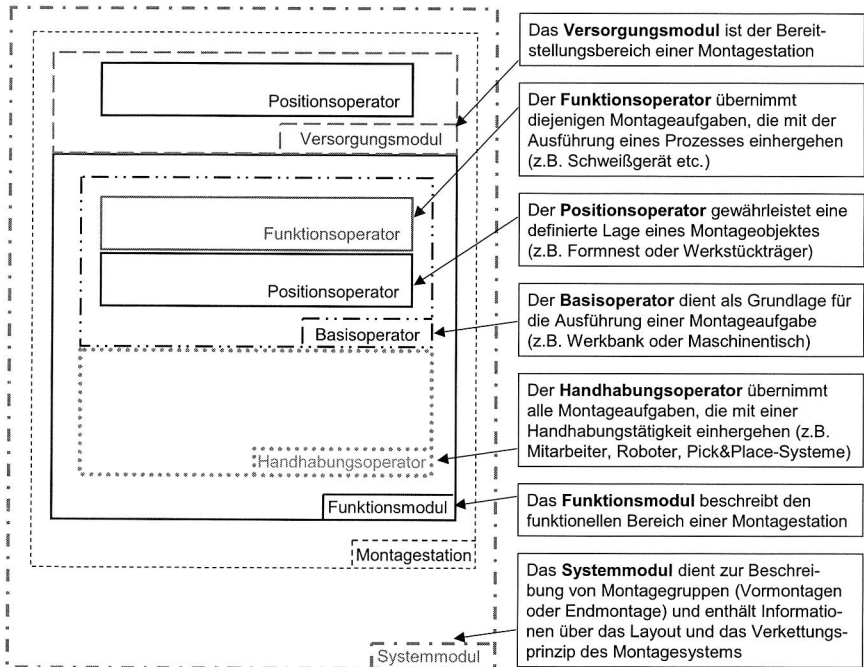 Positionsoperator
Versorgungsmodul
Funktionsoperator
Positionsoperator
Basisoperator
Handhabungsoperator
Funktionsmodul
Montagestation
Systemmodul
Das Versorgungsmodul ist der Bereit-
stellungsbereich einer Montagestation
Der Funktionsoperator übernimmt
diejenigen Montageaufgaben, die mit der
Ausführung eines Prozesses einhergehen
(z.B. Schweißgerät etc.)
Der Positionsoperator gewährleistet eine
definierte Lage eines Montageobjektes
(z.B. Formnest oder Werkstückträger)
Der Basisoperator dient als Grundlage für
die Ausführung einer Montageaufgabe
(z.B. Werkbank oder Maschinentisch)
Der Handhabungsoperator übernimmt
alle Montageaufgaben, die mit einer
Handhabungstätigkeit einhergehen (z.B.
Mitarbeiter, Roboter, Pick&Place-Systeme)
Das Funktionsmodul beschreibt den
funktionellen Bereich einer Montagestation
Das Systemmodul dient zur Beschrei-
bung von Montagegruppen (Vormontagen
oder Endmontage) und enthält Informatio-
nen über das Layout und das Verkettungs-
prinzip des Montagesystems